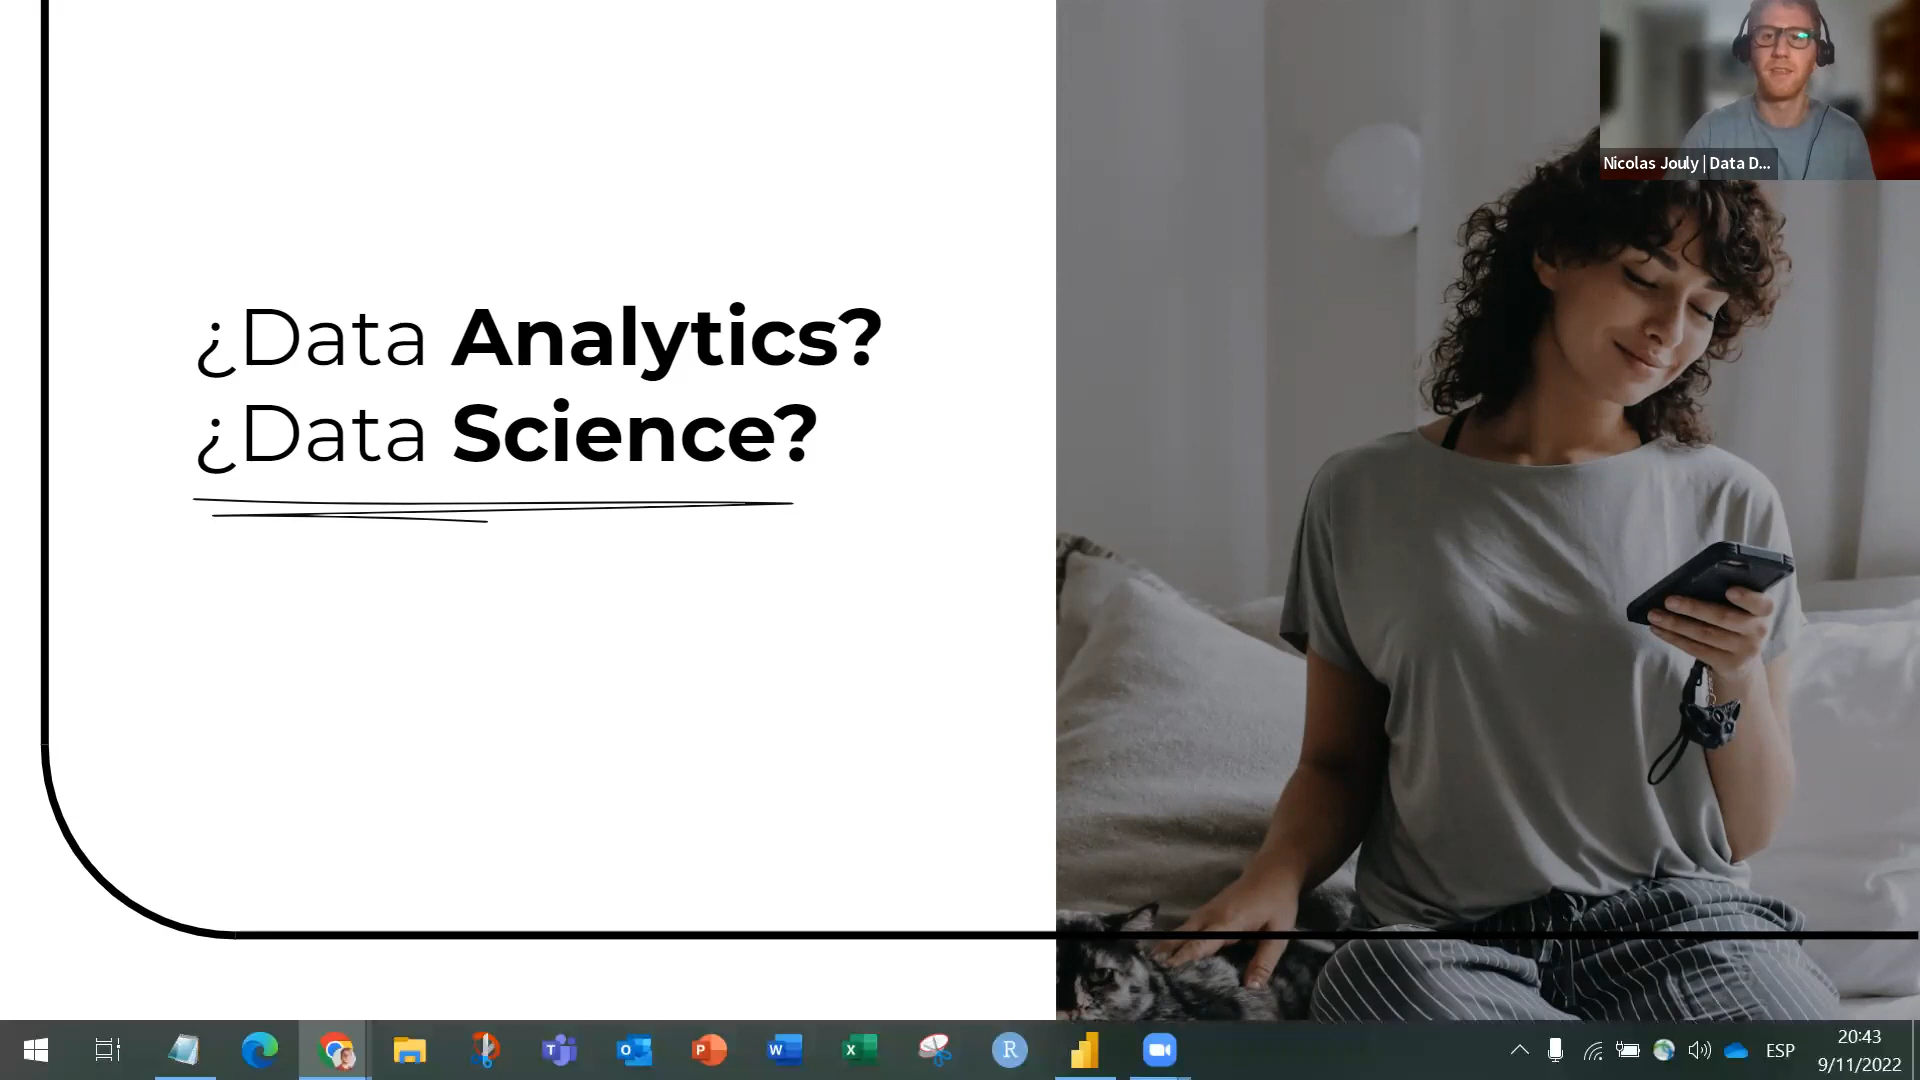 ¿Data Analytics?
¿Data Science?
Nicolas Jouly | Data D...
20:43
ESP
9/11/2022